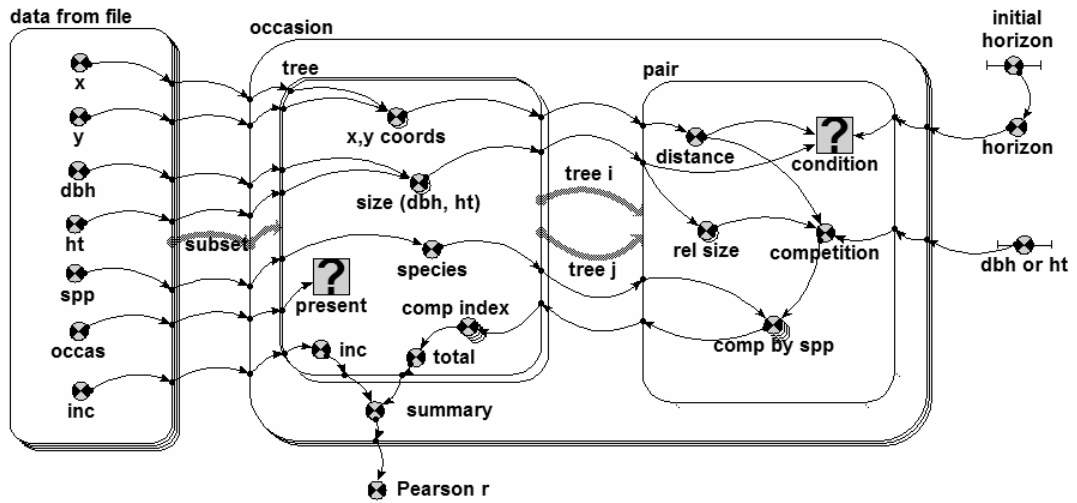 data from file
x
y
dbh
ht
spp
occas
inc
subset
occasion
tree
x,y coords
size (dbh, ht)
species
?
present
comp index
inc
total
summary
Pearson r
tree i
tree j
pair
distance
?
condition
rel size
competition
comp by spp
initial
horizon
horizon
dbh or ht